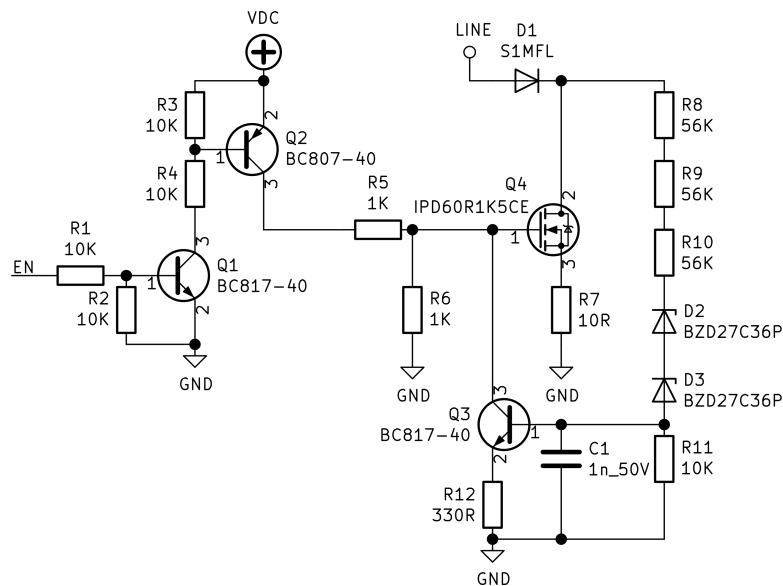 VDC
LINE
D1
S1MFL
R3
10K
2
Q2
BC807-40
1
3
R8
56K
R4
10K
R5
1K
Q4
IPD60R1K5CE
2
1
3
R9
56K
R1
10K
EN
3
Q1
BC817-40
1
2
R2
10K
R10
56K
R6
1K
R7
10R
D2
BZD27C36P
GND
GND
GND
D3
BZD27C36P
3
Q3
BC817-40
1
2
C1
1n_50V
R11
10K
R12
330R
GND